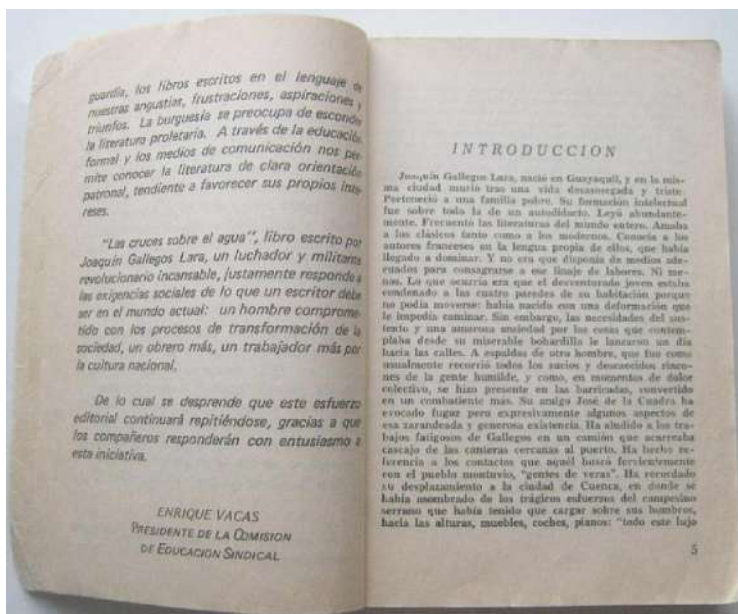 guardia, los libros escritos en el lenguaje de
nuestras angustias, frustraciones, aspiraciones y
triunfos. La burguesía se preocupa de esconder
la literatura proletaria. A través de la educación
formal y los medios de comunicación nos per-
mite conocer la literatura de clara orientación
patronal, tendiente a favorecer sus propios inte-
reses.
"Las cruces sobre el agua", libro escrito por
Joaquín Gallegos Lara, un luchador y militante
revolucionario incansable, justamente responde a
las exigencias sociales de lo que un escritor debe
ser en el mundo actual: un hombre comprome-
tido con los procesos de transformación de la
sociedad, un obrero más, un trabajador más por
la cultura nacional.
De lo cual se desprende que este esfuerzo
editorial continuará repitiéndose, gracias a que
los compañeros responderán con entusiasmo a
esta iniciativa.
ENRIQUE VACAS
PRESIDENTE DE LA COMISION
DE EDUCACION SINDICAL
INTRODUCCION
Joaquín Gallegos Lara, nació en Guayaquil, y en la mis-
ma ciudad murió tras una vida desasosegada y triste.
Perteneció a una familia pobre. Su formación intelectual
fue sobre todo la de un autodidacto. Leyó abundante-
mente. Frecuentó las literaturas del mundo entero. Amaba
a los clásicos tanto como a los modernos. Conocía a los
autores franceses en la lengua propia de ellos, que había
llegado a dominar. Y no era que disponía de medios ade-
cuados para consagrarse a ese linaje de labores. Ni me-
nos. Lo que ocurría era que el desventurado joven estaba
condenado a las cuatro paredes de su habitación porque
no podía moverse: había nacido con una deformación que
le impedía caminar. Sin embargo, las necesidades del sus-
tento y una amorosa ansiedad por las cosas que contem-
plaba desde su miserable bohardilla le lanzaron un día
hacia las calles. A espaldas de otro hombre, que fue como
usualmente recorrió todos los sucios y descaecidos rinco-
nes de la gente humilde, y como, en momentos de dolor
colectivo, se hizo presente en las barricadas, convertido
en un combatiente más. Su amigo José de la Cuadra ha
evocado fugaz pero expresivamente algunos aspectos de
esa zarandeada y generosa existencia. Ha aludido a los tra-
bajos fatigosos de Gallegos en un camión que acarreaba
cascajo de las canteras cercanas al puerto. Ha hecho re-
ferencia a los contactos que aquél buscó fervientemente
con el pueblo montuvio, "gentes de veras". Ha recordado
su desplazamiento a la ciudad de Cuenca, en donde se
había asombrado de los trágicos esfuerzos del campesino
serrano que había tenido que cargar sobre sus hombros,
hacia las alturas, muebles, coches, pianos: "todo este lujo
5